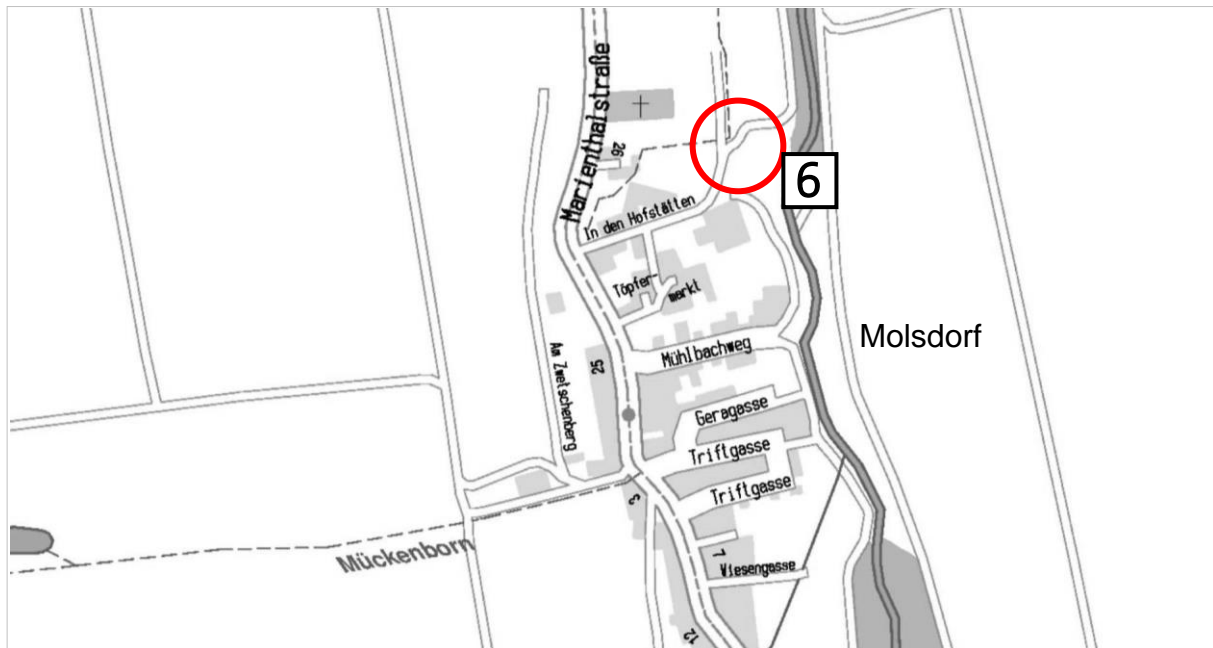 Marienthalstraße
26
6
In den Hofstätten
Töpfer-
markt
Molsdorf
Mühlbachweg
Am Zwetschenberg
25
Geragasse
Triftgasse
Triftgasse
3
Mückenborn
7
Wiesengasse
12